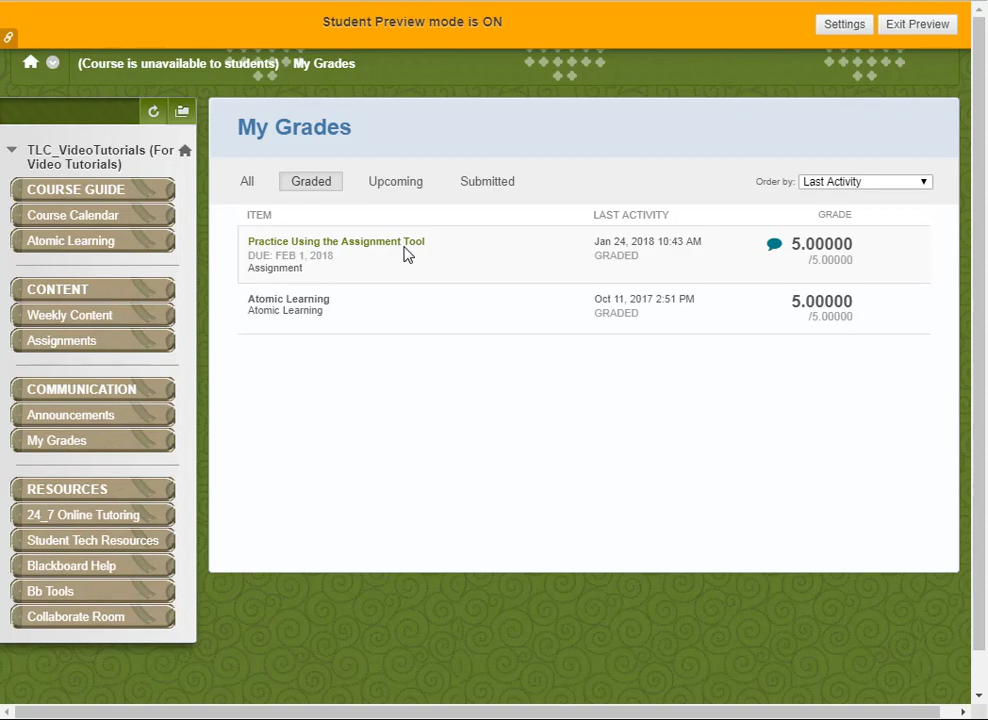 Student Preview mode is ON
Settings
Exit Preview
(Course is unavailable to students)
My Grades
TLC_VideoTutorials (For
Video Tutorials)
COURSE GUIDE
Course Calendar
Atomic Learning
CONTENT
Weekly Content
Assignments
COMMUNICATION
Announcements
My Grades
RESOURCES
24_7 Online Tutoring
Student Tech Resources
Blackboard Help
Bb Tools
Collaborate Room
My Grades
All
Graded
Upcoming
Submitted
Order by:
Last Activity
ITEM
LAST ACTIVITY
GRADE
Practice Using the Assignment Tool
DUE: FEB 1, 2018
Assignment
Jan 24, 2018 10:43 AM
GRADED
5.00000
/5.00000
Atomic Learning
Atomic Learning
Oct 11, 2017 2:51 PM
GRADED
5.00000
/5.00000